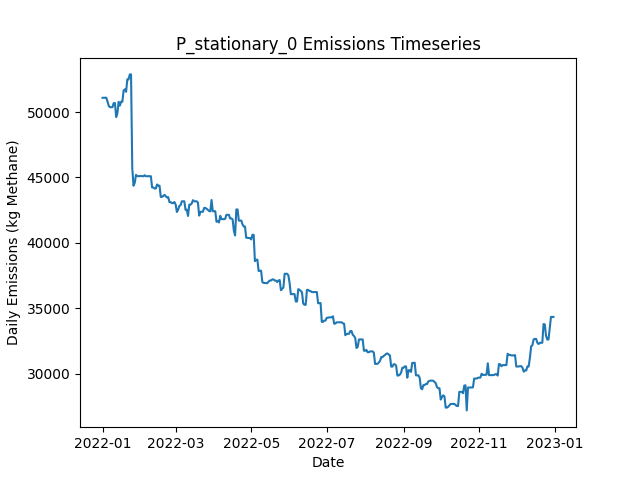 P_stationary_0 Emissions Timeseries
Daily Emissions (kg Methane)
50000
45000
40000
35000
30000
2022-01 2022-03 2022-05 2022-07 2022-09 2022-11 2023-01
Date